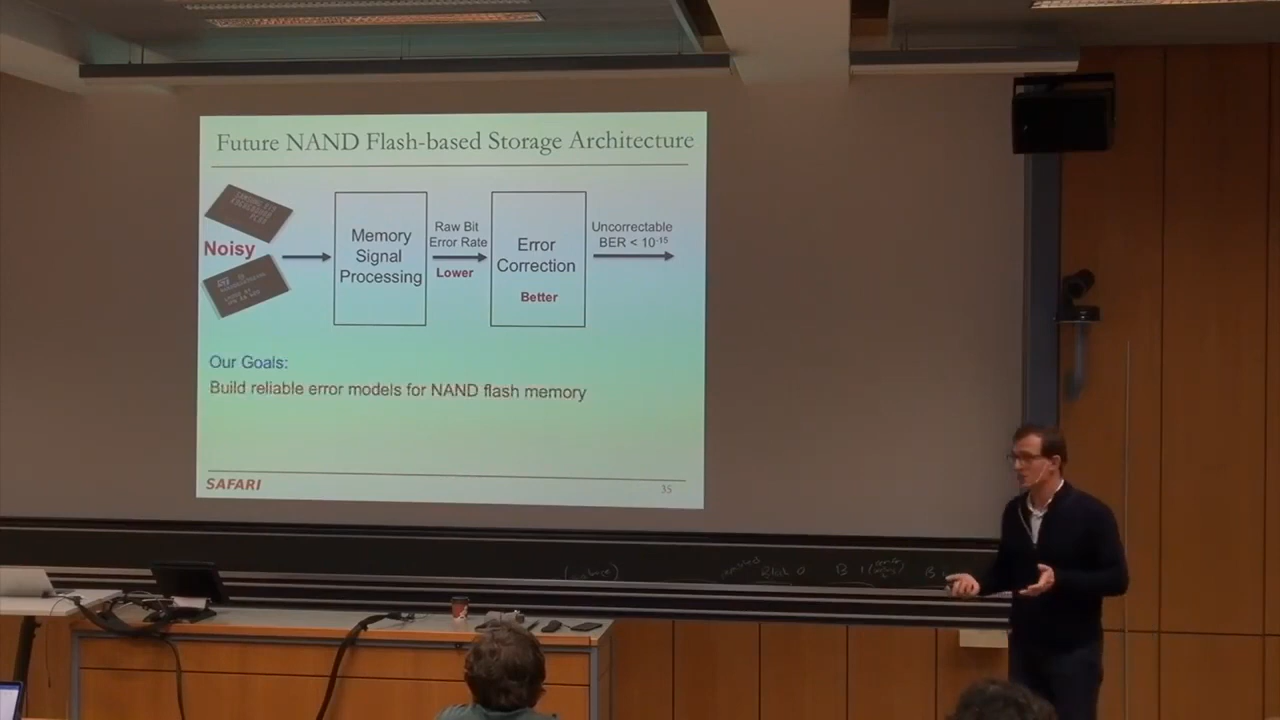 Future NAND Flash-based Storage Architecture
Noisy
Memory
Signal
Processing
Raw Bit
Error Rate
Lower
Error
Correction
Better
Uncorrectable
BER < 10⁻¹⁵
Our Goals:
Build reliable error models for NAND flash memory
SAFARI
35